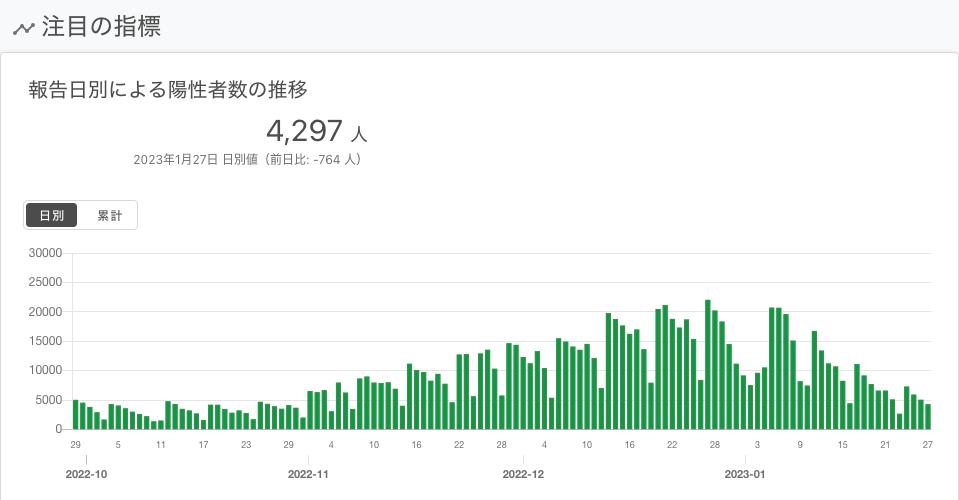 注目の指標
報告日別による陽性者数の推移
4,297 人
2023年1月27日 日別値（前日比: -764 人）
日別 累計
30000
25000
20000
15000
10000
5000
0
29 5 11 17 23 29 4 10 16 22 28 4 10 16 22 28 3 9 15 21 27
2022-10 2022-11 2022-12 2023-01